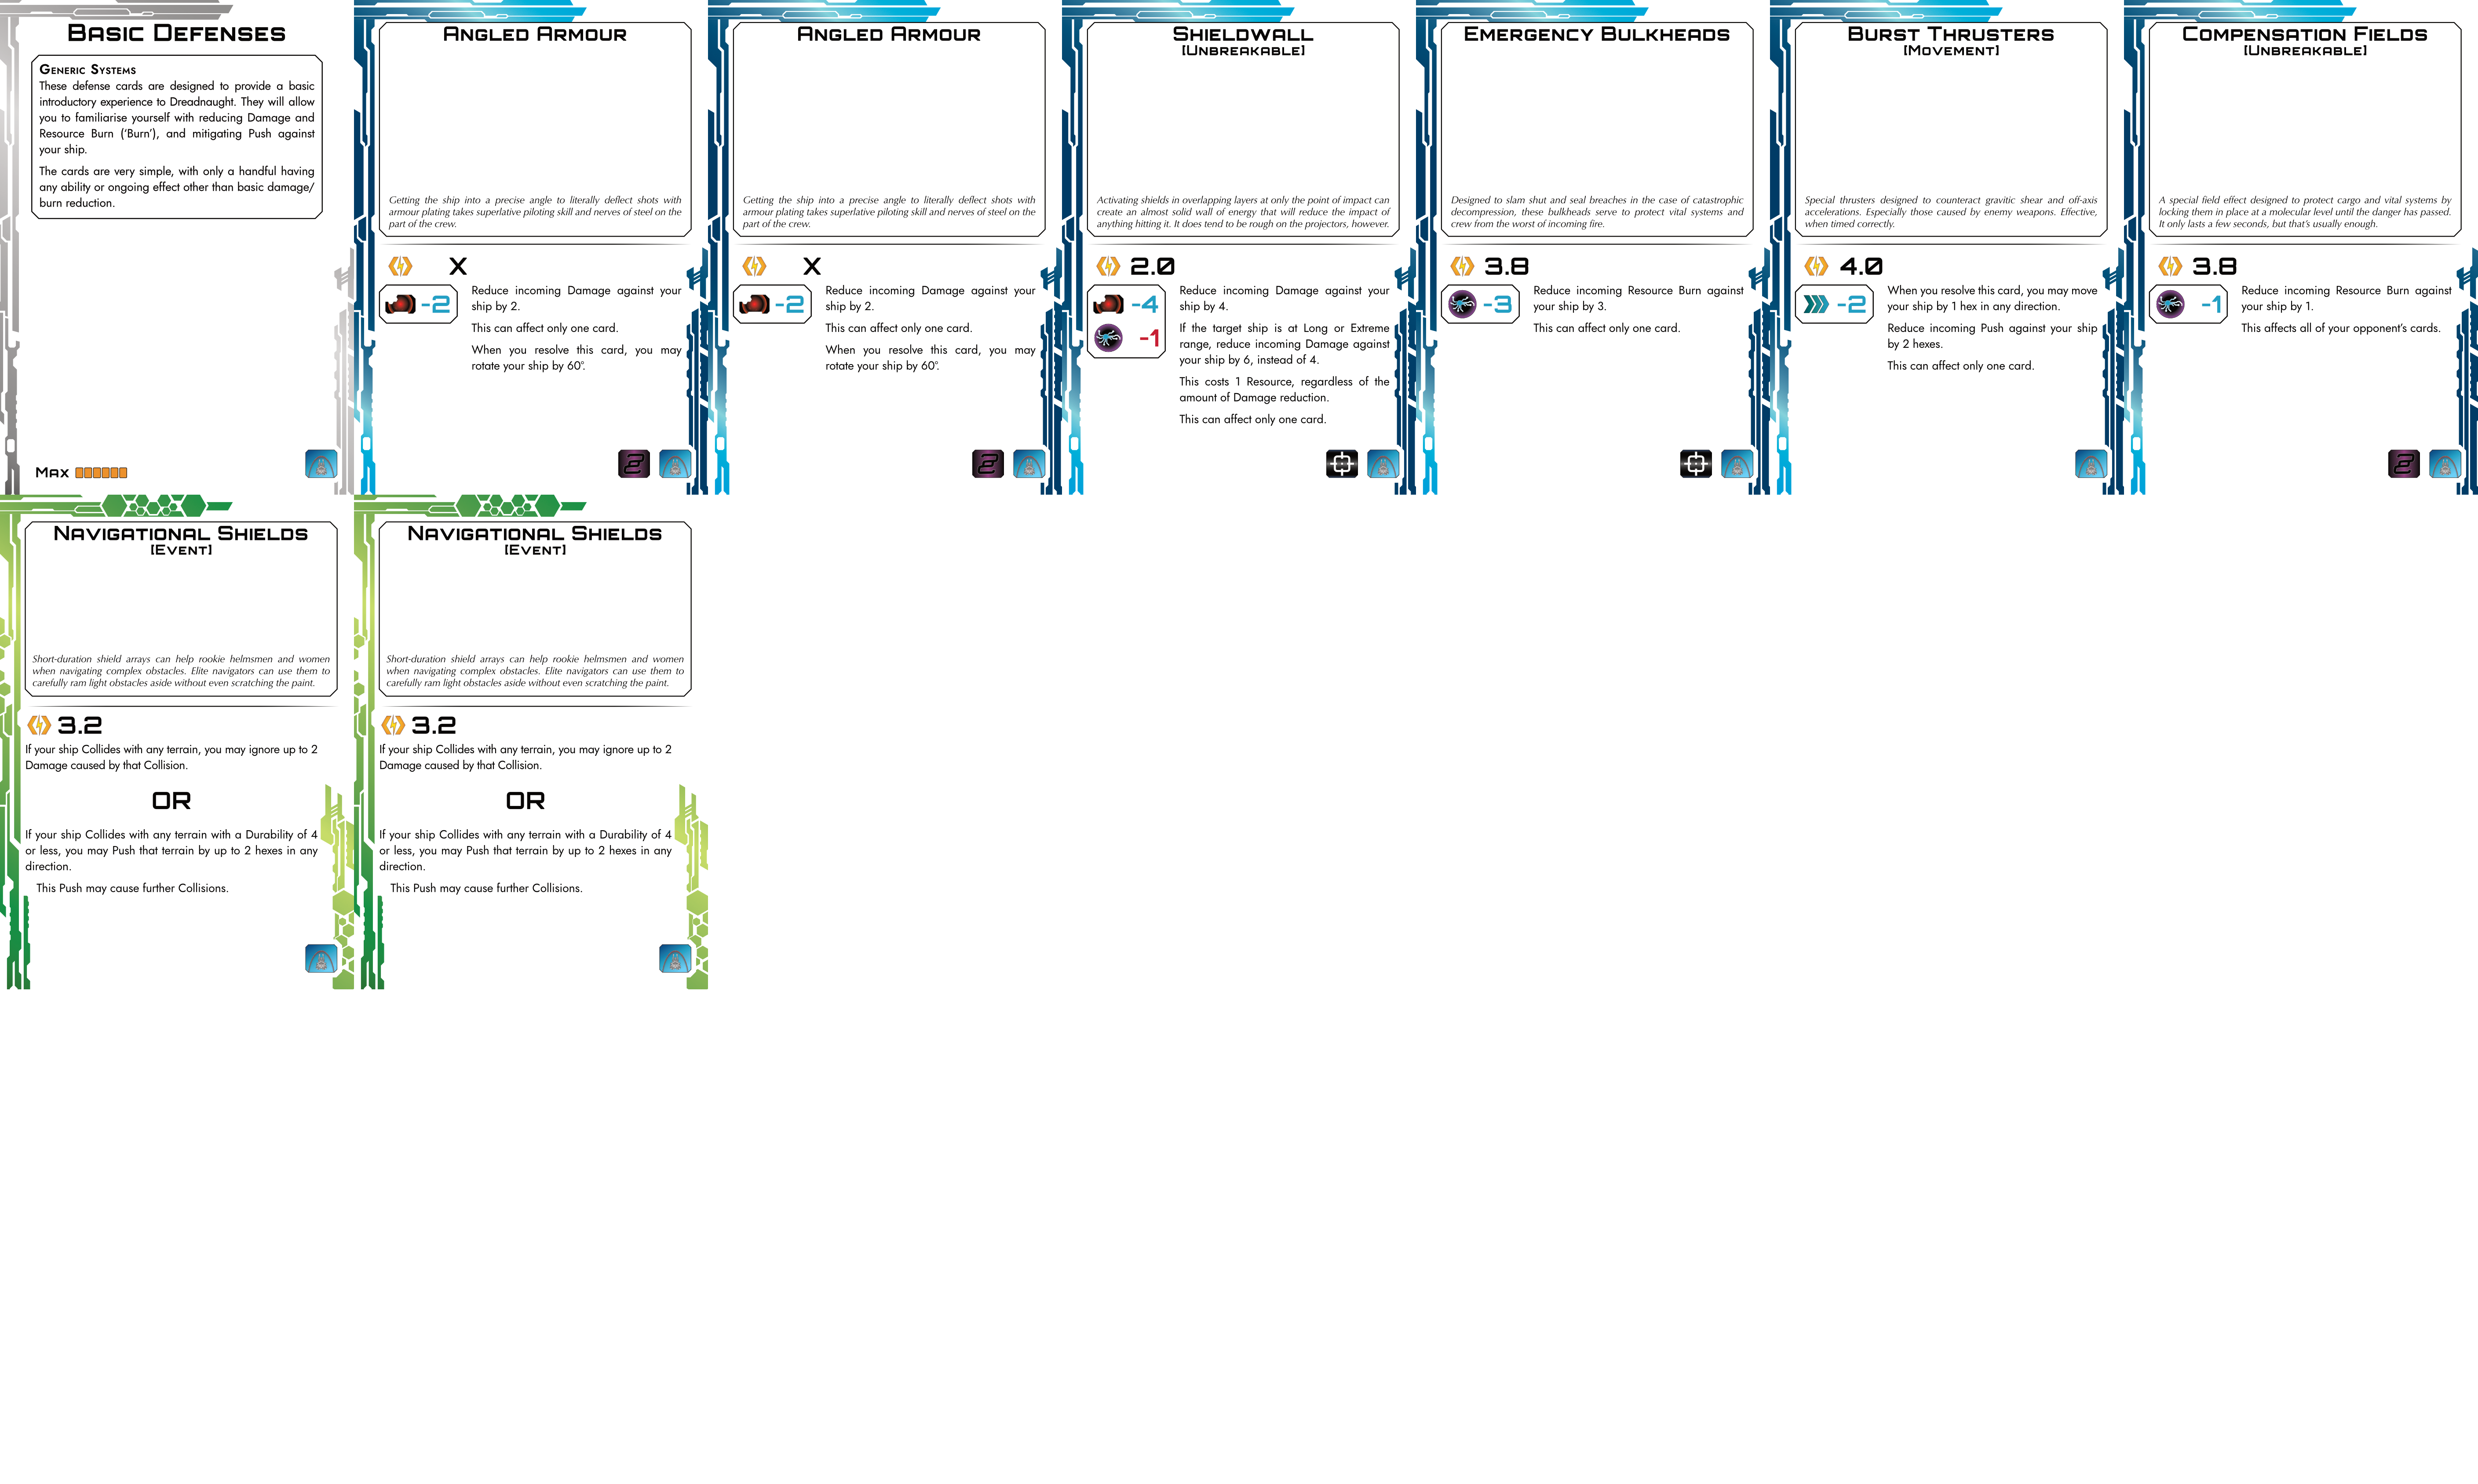 Basic Defenses
Generic Systems
These defense cards are designed to provide a basic
introductory experience to Dreadnaught. They will allow
you to familiarise yourself with reducing Damage and
Resource Burn (‘Burn’), and mitigating Push against
your ship.
The cards are very simple, with only a handful having
any ability or ongoing effect other than basic damage/
burn reduction.
Max
Angled Armour
Getting the ship into a precise angle to literally deflect shots with
armour plating takes superlative piloting skill and nerves of steel on the
part of the crew.
X
-2
Reduce incoming Damage against your
ship by 2.
This can affect only one card.
When you resolve this card, you may
rotate your ship by 60°.
2
Angled Armour
Getting the ship into a precise angle to literally deflect shots with
armour plating takes superlative piloting skill and nerves of steel on the
part of the crew.
X
-2
Reduce incoming Damage against your
ship by 2.
This can affect only one card.
When you resolve this card, you may
rotate your ship by 60°.
2
Shieldwall
[Unbreakable]
Activating shields in overlapping layers at only the point of impact can
create an almost solid wall of energy that will reduce the impact of
anything hitting it. It does tend to be rough on the projectors, however.
2.0
-4
-1
Reduce incoming Damage against your
ship by 4.
If the target ship is at Long or Extreme
range, reduce incoming Damage against
your ship by 6, instead of 4.
This costs 1 Resource, regardless of the
amount of Damage reduction.
This can affect only one card.
Emergency Bulkheads
Designed to slam shut and seal breaches in the case of catastrophic
decompression, these bulkheads serve to protect vital systems and
crew from the worst of incoming fire.
3.8
-3
Reduce incoming Resource Burn against
your ship by 3.
This can affect only one card.
Burst Thrusters
[Movement]
Special thrusters designed to counteract gravitic shear and off-axis
accelerations. Especially those caused by enemy weapons. Effective,
when timed correctly.
4.0
-2
When you resolve this card, you may move
your ship by 1 hex in any direction.
Reduce incoming Push against your ship
by 2 hexes.
This can affect only one card.
Compensation Fields
[Unbreakable]
A special field effect designed to protect cargo and vital systems by
locking them in place at a molecular level until the danger has passed.
It only lasts a few seconds, but that’s usually enough.
3.8
-1
Reduce incoming Resource Burn against
your ship by 1.
This affects all of your opponent’s cards.
2
Navigational Shields
[Event]
Short-duration shield arrays can help rookie helmsmen and women
when navigating complex obstacles. Elite navigators can use them to
carefully ram light obstacles aside without even scratching the paint.
3.2
If your ship Collides with any terrain, you may ignore up to 2
Damage caused by that Collision.
OR
If your ship Collides with any terrain with a Durability of 4
or less, you may Push that terrain by up to 2 hexes in any
direction.
This Push may cause further Collisions.
Navigational Shields
[Event]
Short-duration shield arrays can help rookie helmsmen and women
when navigating complex obstacles. Elite navigators can use them to
carefully ram light obstacles aside without even scratching the paint.
3.2
If your ship Collides with any terrain, you may ignore up to 2
Damage caused by that Collision.
OR
If your ship Collides with any terrain with a Durability of 4
or less, you may Push that terrain by up to 2 hexes in any
direction.
This Push may cause further Collisions.